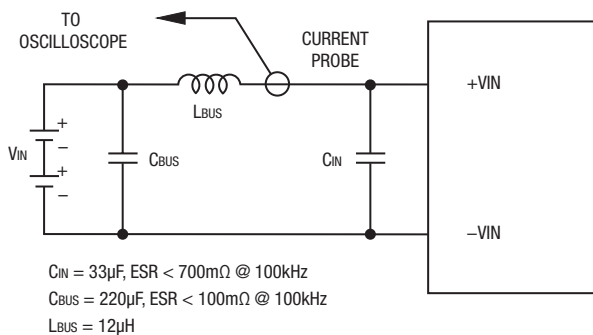 TO
OSCILLOSCOPE
CURRENT
PROBE
+VIN
LBUS
+
−
+
−
VIN
CBUS
CIN
−VIN
CIN = 33µF, ESR < 700mΩ @ 100kHz
CBUS = 220µF, ESR < 100mΩ @ 100kHz
LBUS = 12µH